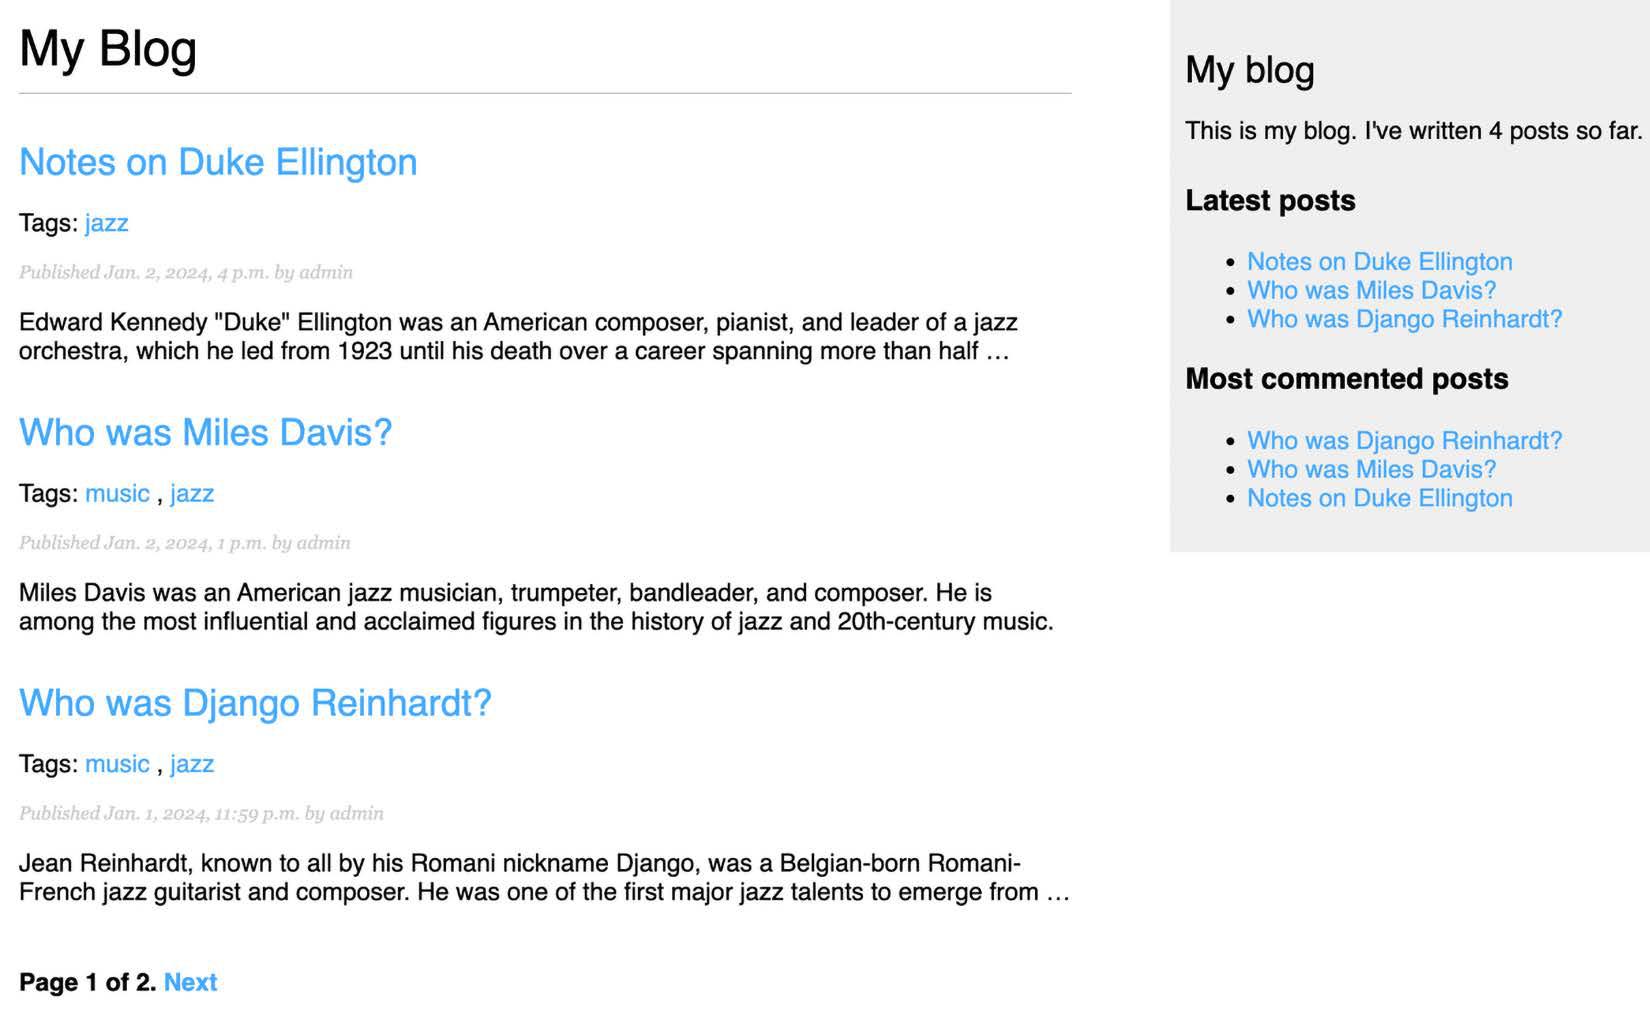 My Blog
Notes on Duke Ellington
Tags: jazz
Published Jan. 2, 2024, 4 p.m. by admin
Edward Kennedy "Duke" Ellington was an American composer, pianist, and leader of a jazz
orchestra, which he led from 1923 until his death over a career spanning more than half …
Who was Miles Davis?
Tags: music , jazz
Published Jan. 2, 2024, 1 p.m. by admin
Miles Davis was an American jazz musician, trumpeter, bandleader, and composer. He is
among the most influential and acclaimed figures in the history of jazz and 20th-century music.
Who was Django Reinhardt?
Tags: music , jazz
Published Jan. 1, 2024, 11:59 p.m. by admin
Jean Reinhardt, known to all by his Romani nickname Django, was a Belgian-born Romani-
French jazz guitarist and composer. He was one of the first major jazz talents to emerge from …
Page 1 of 2. Next
My blog
This is my blog. I've written 4 posts so far.
Latest posts
• Notes on Duke Ellington
• Who was Miles Davis?
• Who was Django Reinhardt?
Most commented posts
• Who was Django Reinhardt?
• Who was Miles Davis?
• Notes on Duke Ellington